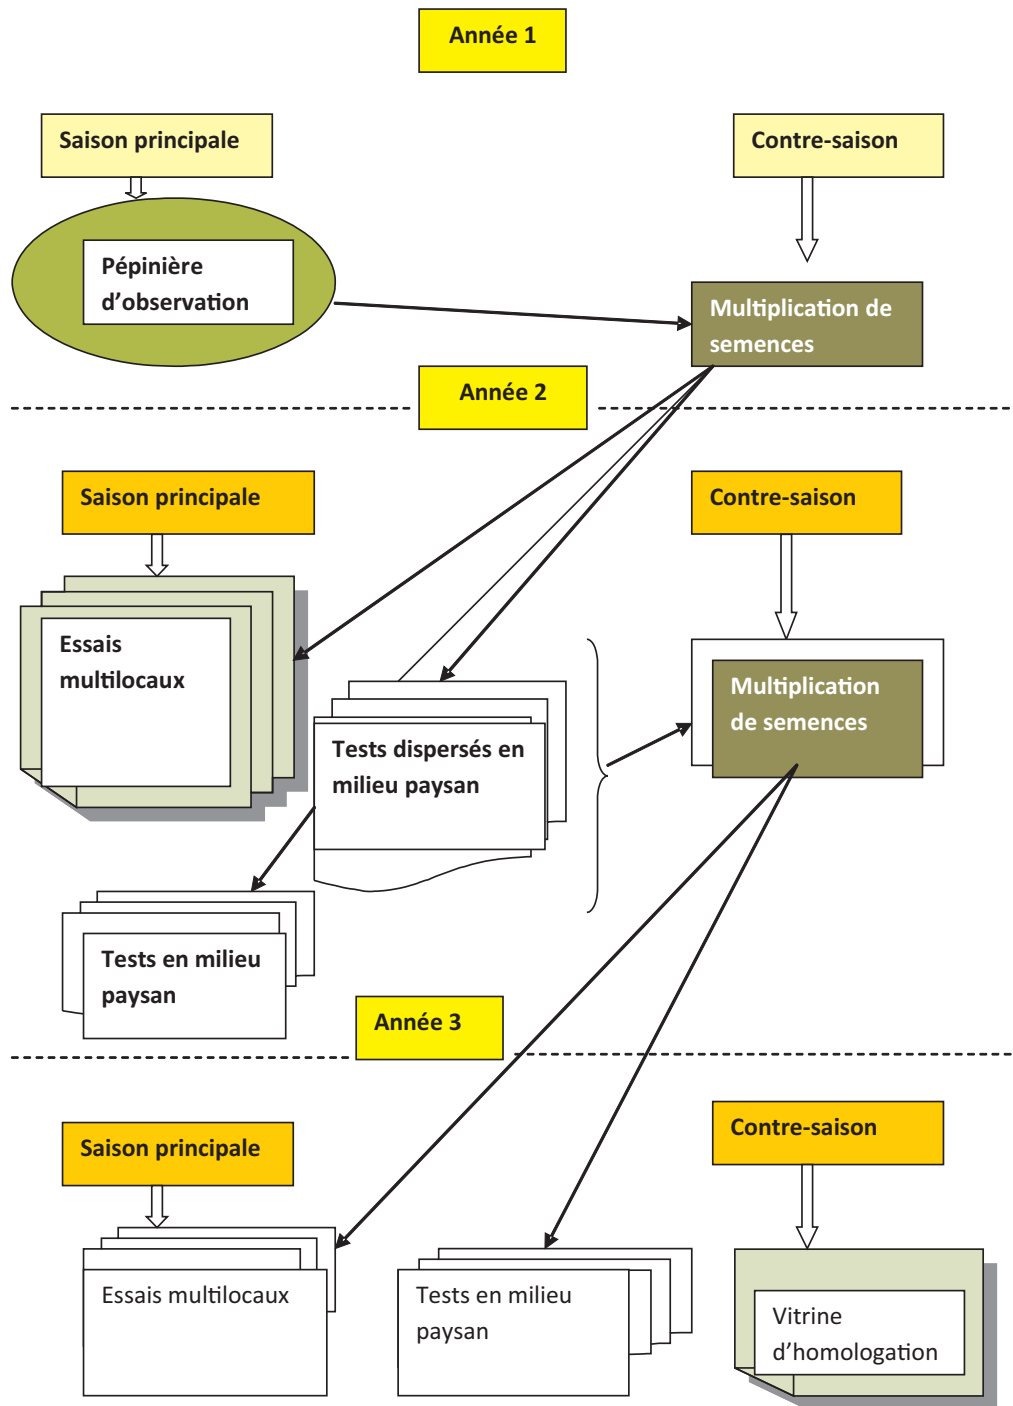 Année 1
Saison principale
Contre-saison
Pépinière
d’observation
Multiplication de
semences
Année 2
Saison principale
Contre-saison
Essais
multilocaux
Tests dispersés en
milieu paysan
Multiplication
de semences
Tests en milieu
paysan
Année 3
Saison principale
Contre-saison
Essais multilocaux
Tests en milieu
paysan
Vitrine
d’homologation